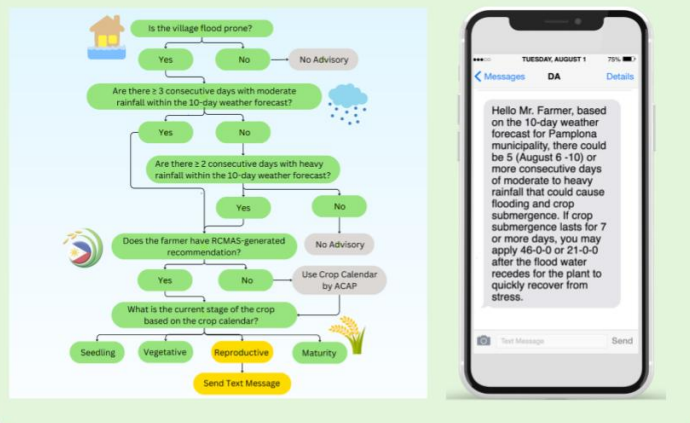 Is the village flood prone?
Yes
No
No Advisory
Are there ≥ 3 consecutive days with moderate
rainfall within the 10-day weather forecast?
Yes
No
Are there ≥ 2 consecutive days with heavy
rainfall within the 10-day weather forecast?
Yes
No
Does the farmer have RCMAS-generated
recommendation?
No Advisory
Yes
No
Use Crop Calendar
by ACAP
What is the current stage of the crop
based on the crop calendar?
Seedling
Vegetative
Reproductive
Maturity
Send Text Message
TUESDAY, AUGUST 1
75%
Messages
DA
Details
Hello Mr. Farmer, based
on the 10-day weather
forecast for Pamplona
municipality, there could
be 5 (August 6 -10) or
more consecutive days
of moderate to heavy
rainfall that could cause
flooding and crop
submergence. If crop
submergence lasts for 7
or more days, you may
apply 46-0-0 or 21-0-0
after the flood water
recedes for the plant to
quickly recover from
stress.
Text Message
Send